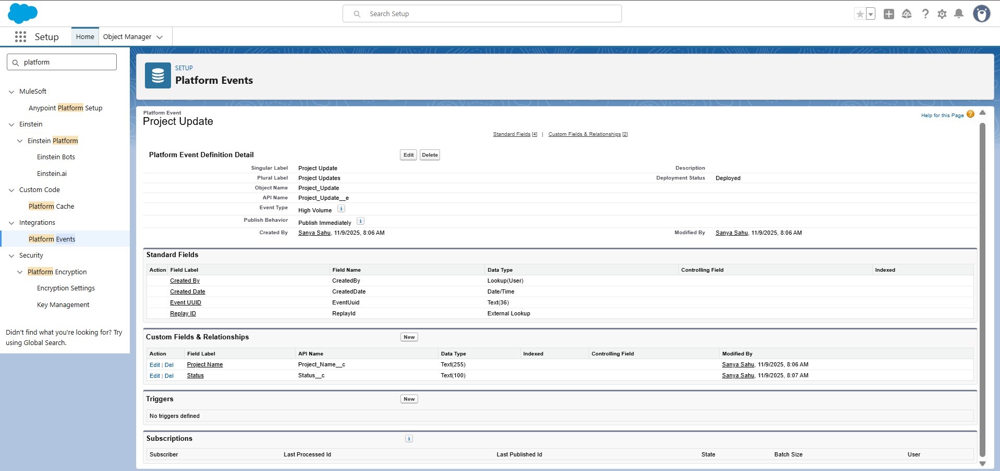 Search Setup
Setup
Home
Object Manager
platform
MuleSoft
Anypoint Platform Setup
Einstein
Einstein Platform
Einstein Bots
Einstein.ai
Custom Code
Platform Cache
Integrations
Platform Events
Security
Platform Encryption
Encryption Settings
Key Management
Didn't find what you're looking for? Try
using Global Search.
SETUP
Platform Events
Platform Event
Project Update
Help for this Page ?
Standard Fields [4] | Custom Fields & Relationships [2]
Platform Event Definition Detail Edit Delete
Singular Label Project Update Description
Plural Label Project Updates Deployment Status Deployed
Object Name Project_Update
API Name Project_Update__e
Event Type High Volume i
Publish Behavior Publish Immediately i
Created By Sanya Sahu, 11/9/2025, 8:06 AM Modified By Sanya Sahu, 11/9/2025, 8:06 AM
Standard Fields
Action Field Label Field Name Data Type Controlling Field Indexed
Created By CreatedBy Lookup(User)
Created Date CreatedDate Date/Time
Event UUID EventUuid Text(36)
Replay ID ReplayId External Lookup
Custom Fields & Relationships New
Action Field Label API Name Data Type Indexed Controlling Field Modified By
Edit | Del Project Name Project_Name__c Text(255) Sanya Sahu, 11/9/2025, 8:06 AM
Edit | Del Status Status__c Text(100) Sanya Sahu, 11/9/2025, 8:07 AM
Triggers New
No triggers defined
Subscriptions i
Subscriber Last Processed Id Last Published Id State Batch Size User